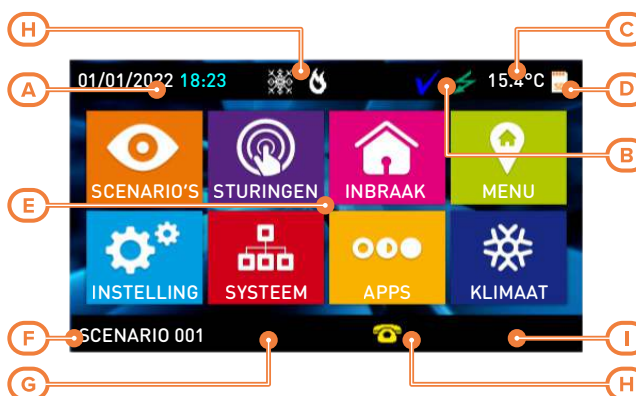 H
C
01/01/2022 18:23 15.4°C
A
D
B
SCENARIO'S STURINGEN INBRAAK MENU
E
INSTELLING SYSTEEM APPS KLIMAAT
F
SCENARIO 001
I
G
H